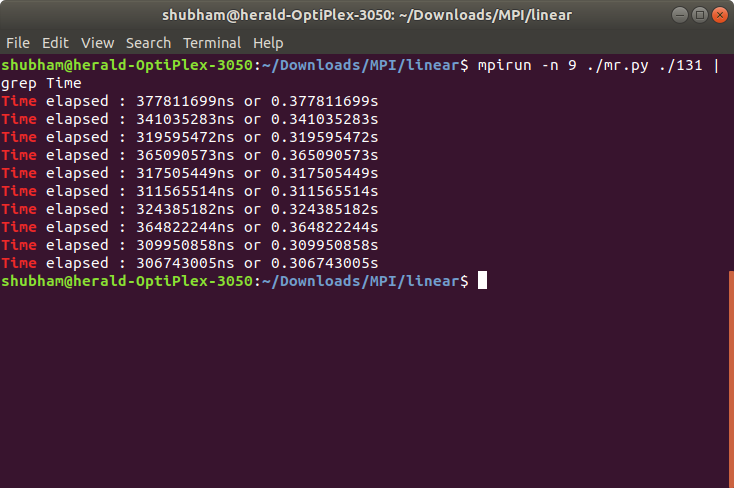 shubham@herald-OptiPlex-3050: ~/Downloads/MPI/linear
File Edit View Search Terminal Help
shubham@herald-OptiPlex-3050:~/Downloads/MPI/linear$ mpirun -n 9 ./mr.py ./131 |
grep Time
Time elapsed : 377811699ns or 0.377811699s
Time elapsed : 341035283ns or 0.341035283s
Time elapsed : 319595472ns or 0.319595472s
Time elapsed : 365090573ns or 0.365090573s
Time elapsed : 317505449ns or 0.317505449s
Time elapsed : 311565514ns or 0.311565514s
Time elapsed : 324385182ns or 0.324385182s
Time elapsed : 364822244ns or 0.364822244s
Time elapsed : 309950858ns or 0.309950858s
Time elapsed : 306743005ns or 0.306743005s
shubham@herald-OptiPlex-3050:~/Downloads/MPI/linear$